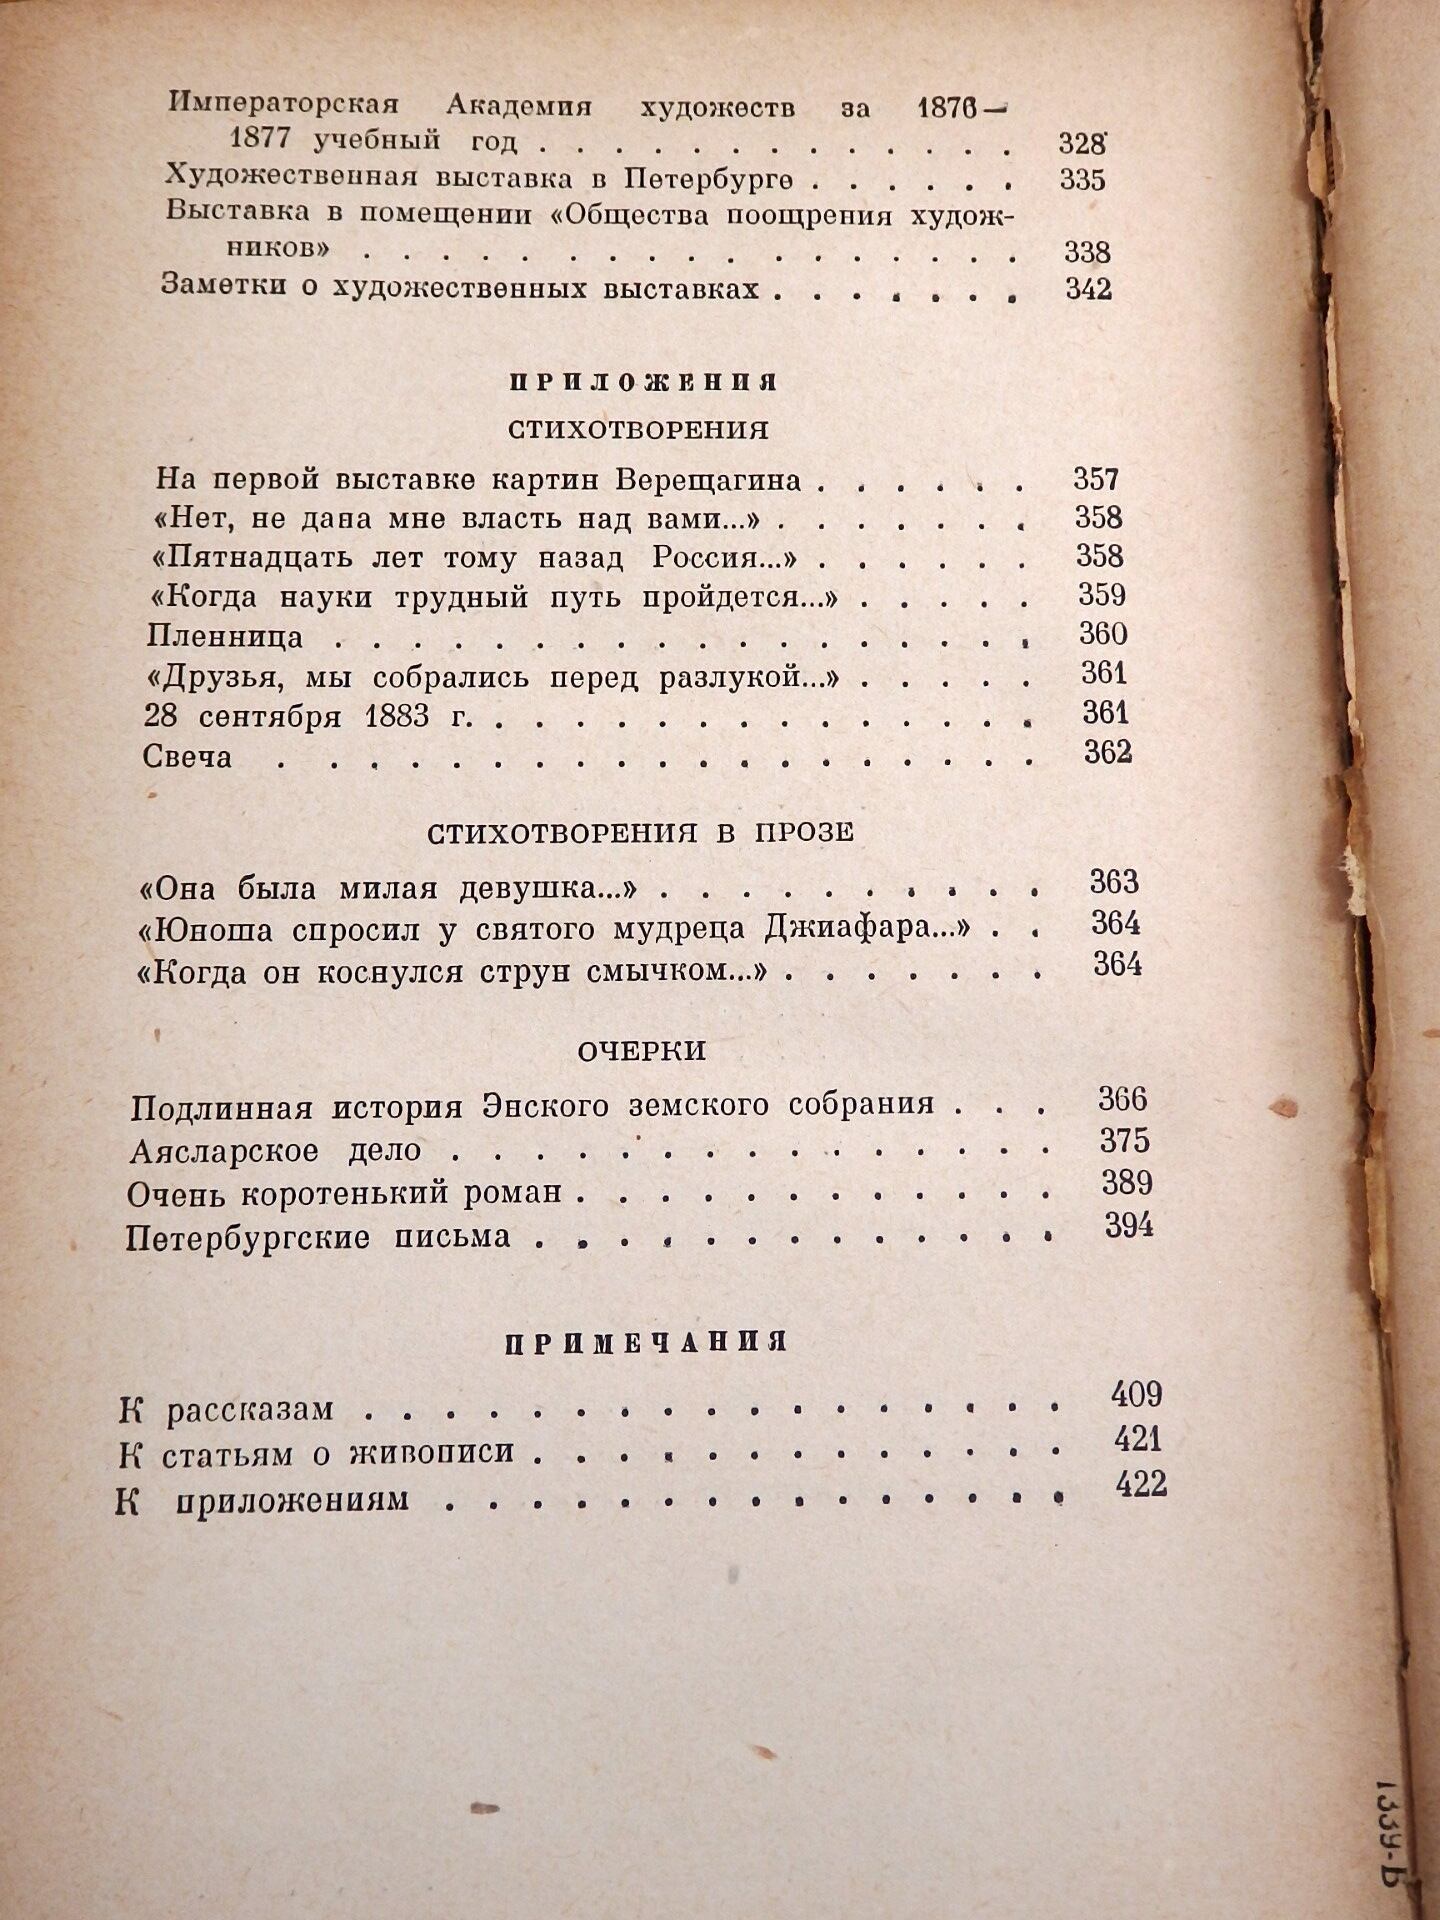 Императорская Академия художеств за 1876—
1877 учебный год . . . . . . . . . . . . . 328
Художественная выставка в Петербурге . . . . . . 335
Выставка в помещении «Общества поощрения худож-
ников» . . . . . . . . . . . . . . . . . 338
Заметки о художественных выставках . . . . . . . 342
ПРИЛОЖЕНИЯ
СТИХОТВОРЕНИЯ
На первой выставке картин Верещагина . . . . . . 357
«Нет, не дана мне власть над вами...» . . . . . . . 358
«Пятнадцать лет тому назад Россия...» . . . . . . 358
«Когда науки трудный путь пройдется...» . . . . . 359
Пленница . . . . . . . . . . . . . . . . . . 360
«Друзья, мы собрались перед разлукой...» . . . . . 361
28 сентября 1883 г. . . . . . . . . . . . . . . 361
Свеча . . . . . . . . . . . . . . . . . . . 362
СТИХОТВОРЕНИЯ В ПРОЗЕ
«Она была милая девушка...» . . . . . . . . . . 363
«Юноша спросил у святого мудреца Джиафара...» . . 364
«Когда он коснулся струн смычком...» . . . . . . . 364
ОЧЕРКИ
Подлинная история Энского земского собрания . . . 366
Аясларское дело . . . . . . . . . . . . . . . 375
Очень коротенький роман . . . . . . . . . . . . 389
Петербургские письма . . . . . . . . . . . . . 394
ПРИМЕЧАНИЯ
К рассказам . . . . . . . . . . . . . . . . . 409
К статьям о живописи . . . . . . . . . . . . . 421
К приложениям . . . . . . . . . . . . . . . 422
1339-Б